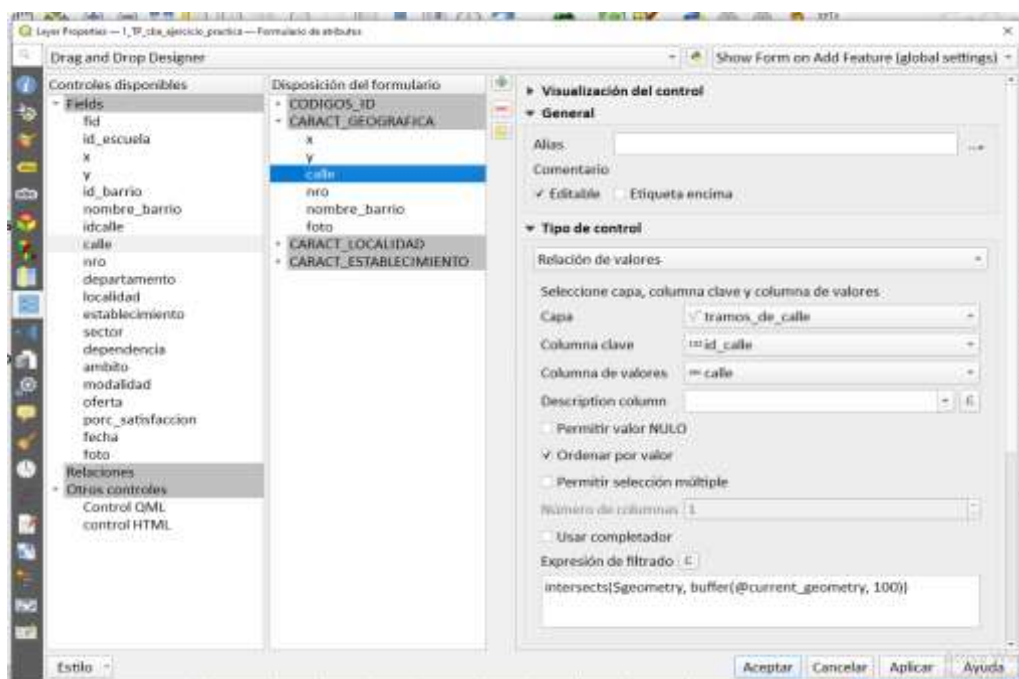 Layer Properties — 1_TP_cba_ejercicio_practica — Formulario de atributos
Drag and Drop Designer
Show Form on Add Feature (global settings)
Controles disponibles
Fields
fid
id_escuela
x
y
id_barrio
nombre_barrio
idcalle
calle
nro
departamento
localidad
establecimiento
sector
dependencia
ambito
modalidad
oferta
porc_satisfaccion
fecha
foto
Relaciones
Otros controles
Control QML
control HTML
Disposición del formulario
CODIGOS_ID
CARACT_GEOGRAFICA
x
y
calle
nro
nombre_barrio
foto
CARACT_LOCALIDAD
CARACT_ESTABLECIMIENTO
Visualización del control
General
Alias
Comentario
Editable Etiqueta encima
Tipo de control
Relación de valores
Seleccione capa, columna clave y columna de valores
Capa tramos_de_calle
Columna clave 123 id_calle
Columna de valores abc calle
Description column
Permitir valor NULO
Ordenar por valor
Permitir selección múltiple
Número de columnas 1
Usar completador
Expresión de filtrado ε
intersects($geometry, buffer(@current_geometry, 100))
Estilo
Aceptar Cancelar Aplicar Ayuda